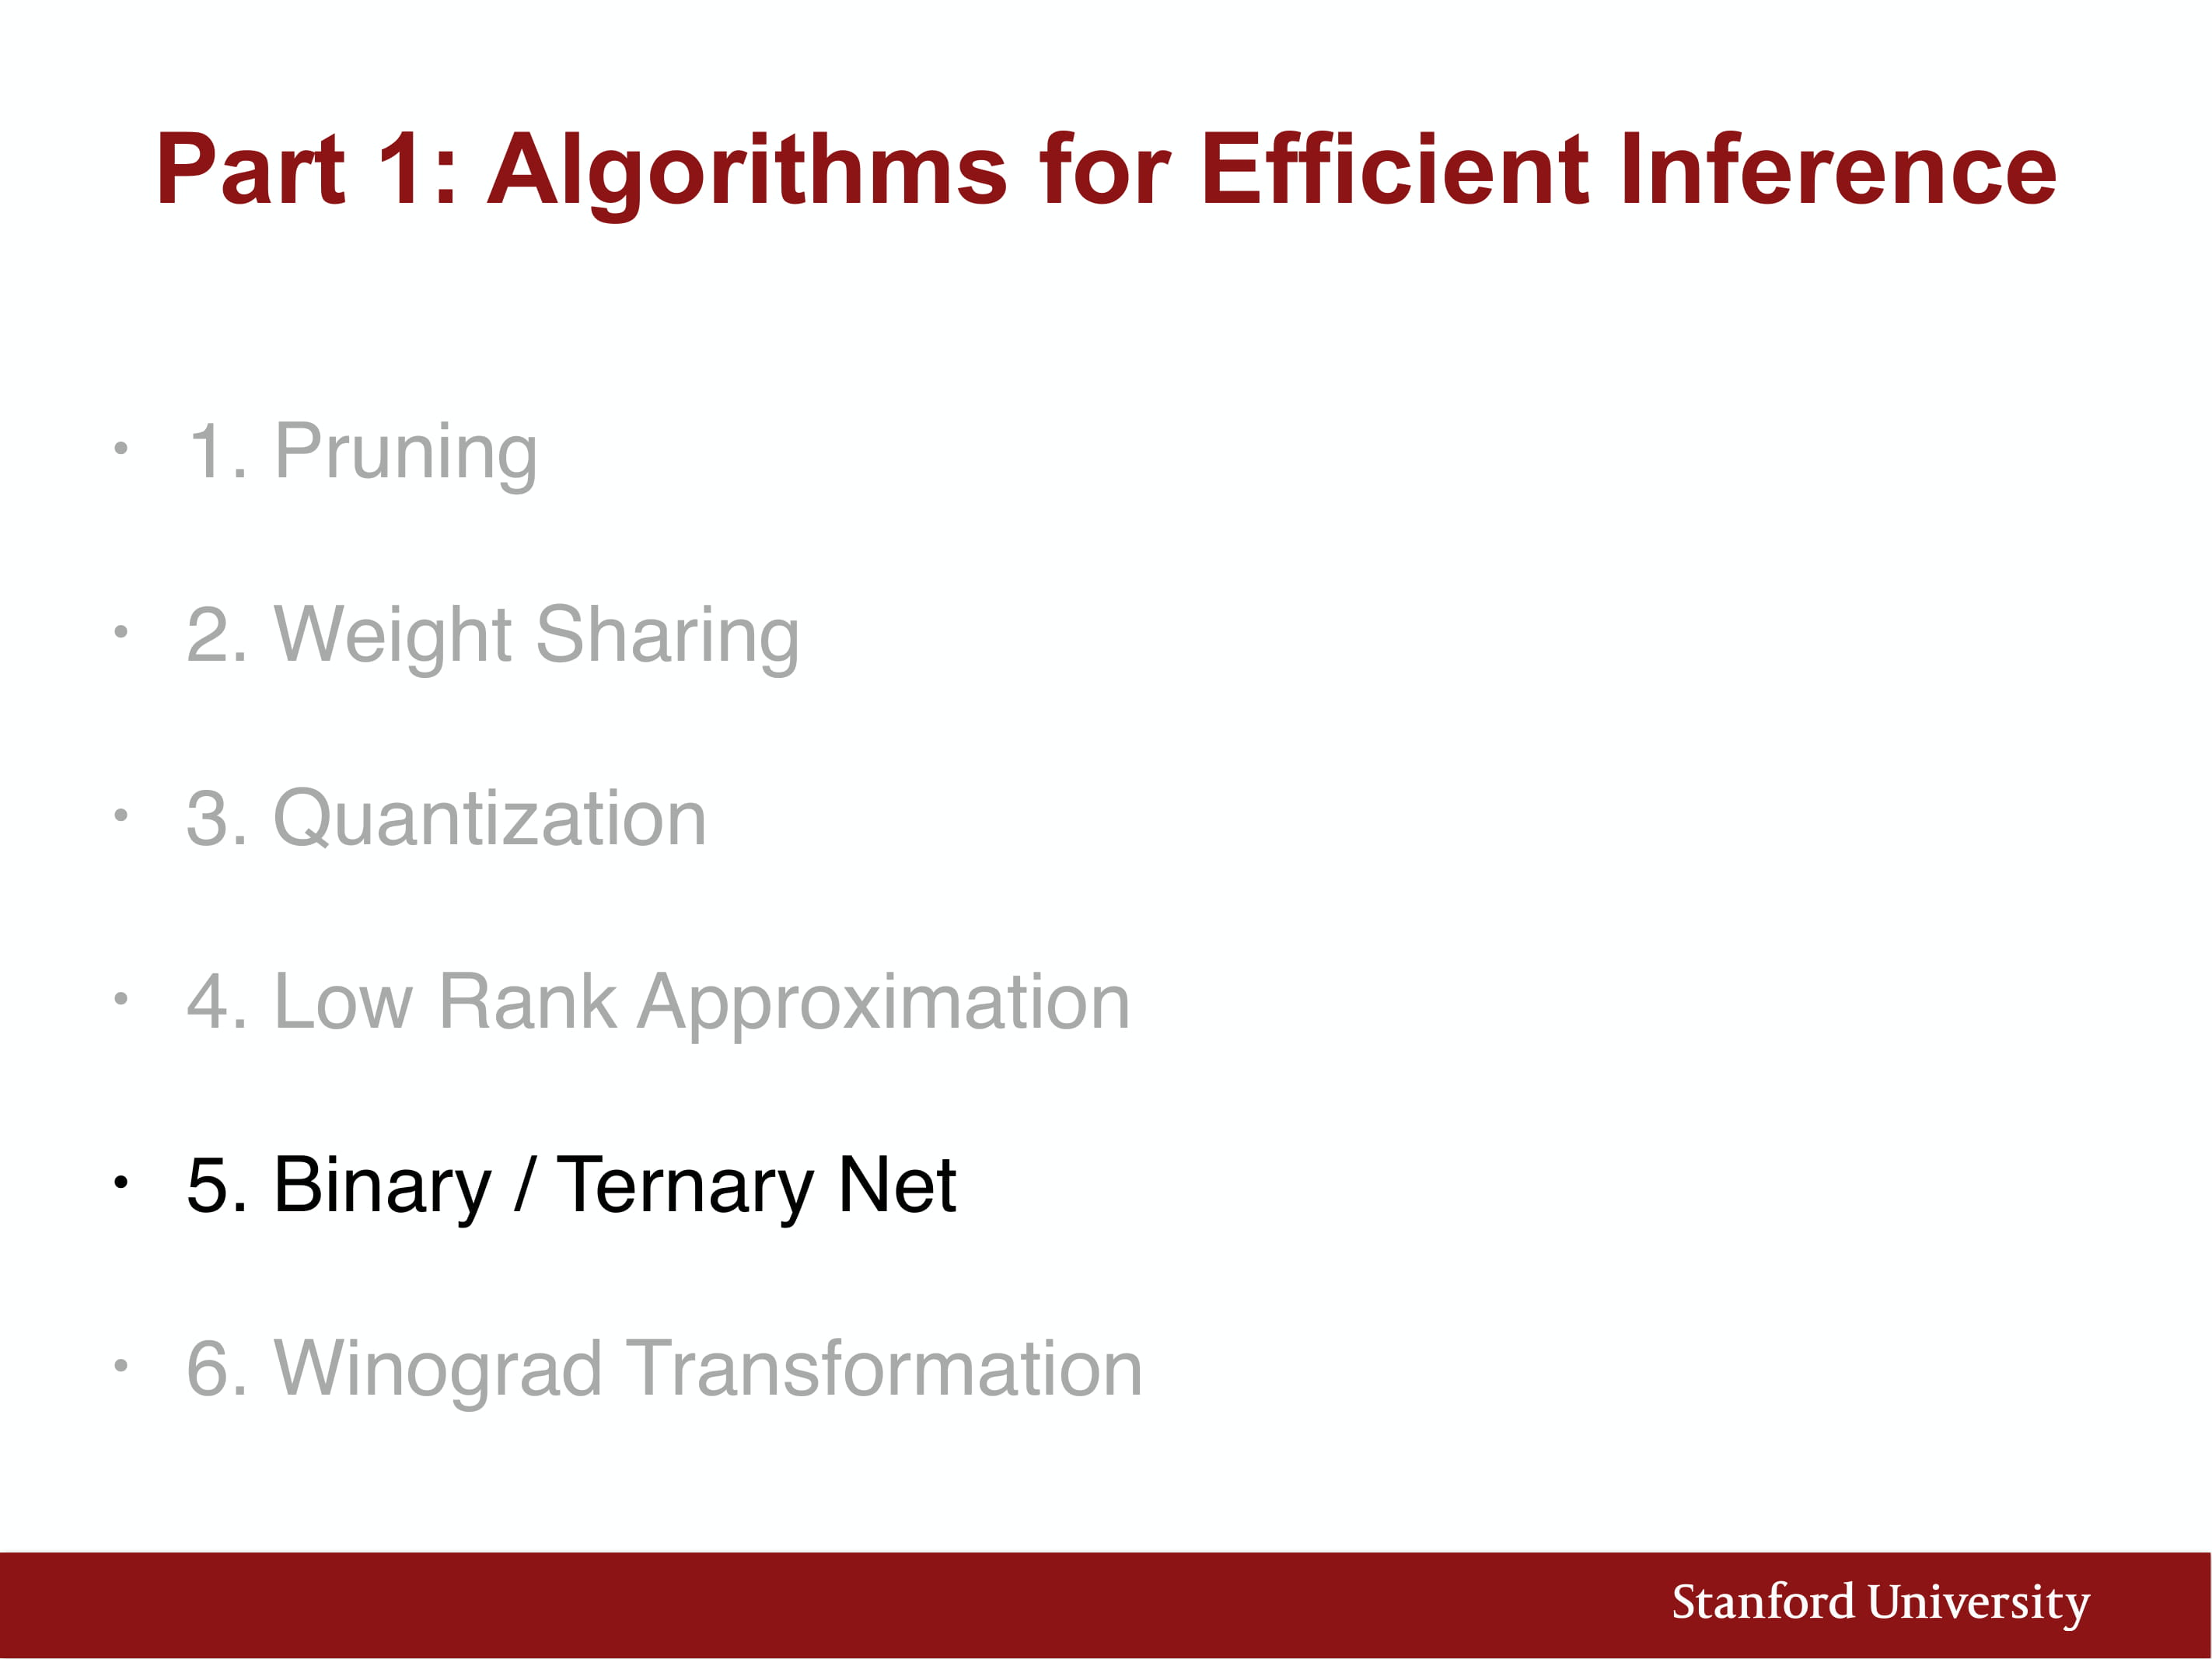 Part 1: Algorithms for Efficient Inference
• 1. Pruning
• 2. Weight Sharing
• 3. Quantization
• 4. Low Rank Approximation
• 5. Binary / Ternary Net
• 6. Winograd Transformation
Stanford University